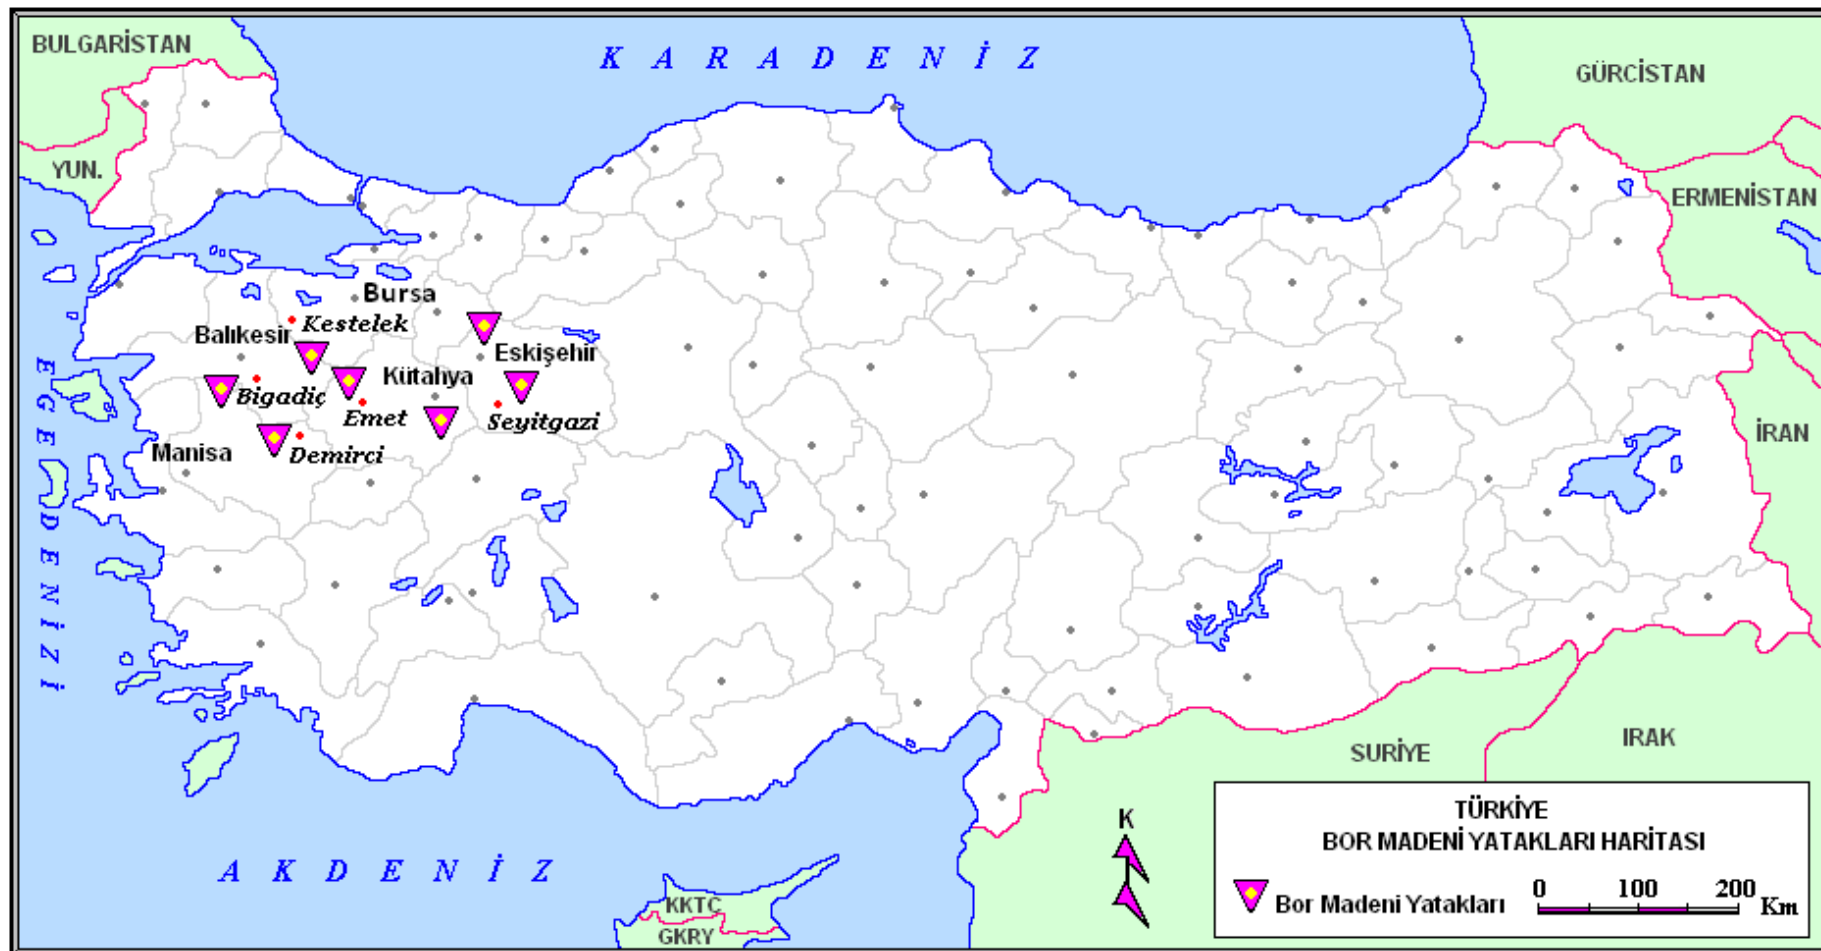 BULGARİSTAN
K A R A D E N İ Z
GÜRCİSTAN
YUN.
ERMENİSTAN
Bursa
Kestelek
Balıkesir
Eskişehir
Kütahya
Bigadiç
Emet
Seyitgazi
Manisa
Demirci
İRAN
E G E D E N İ Z İ
SURİYE
IRAK
A K D E N İ Z
KKTC
GKRY
K
TÜRKİYE
BOR MADENİ YATAKLARI HARİTASI
Bor Madeni Yatakları
0 100 200 Km